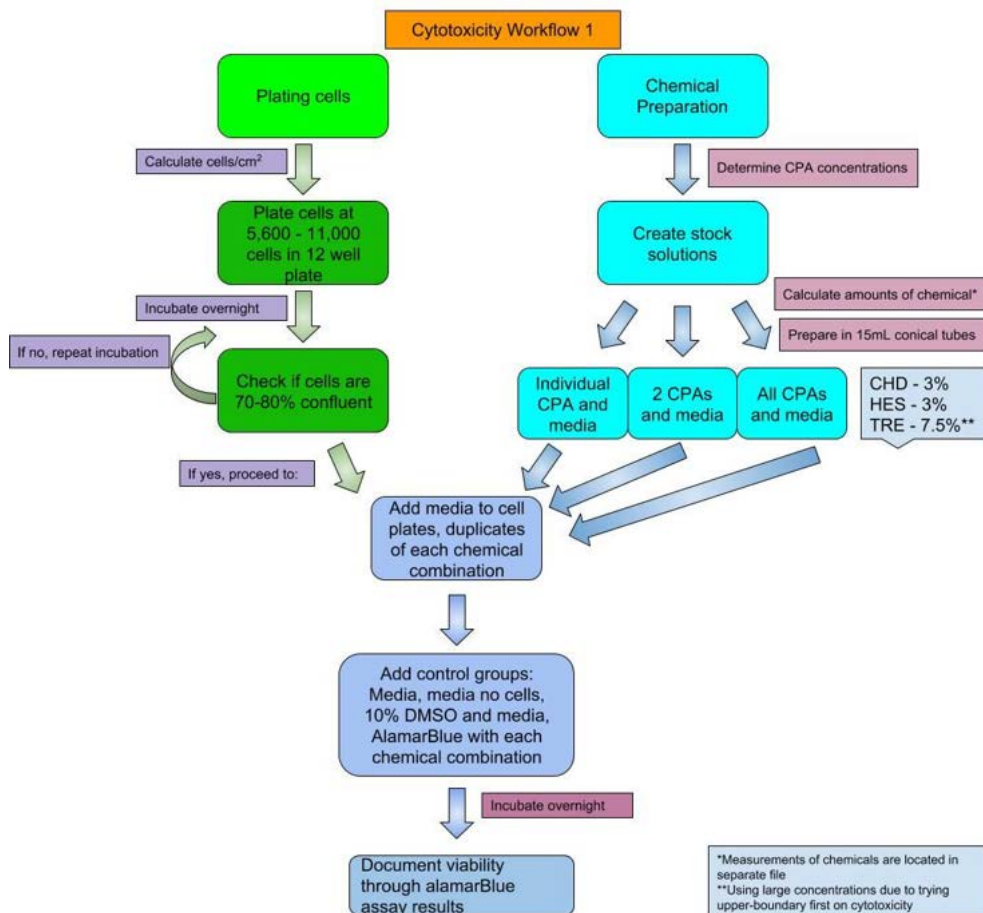 Cytotoxicity Workflow 1
Plating cells
Chemical
Preparation
Calculate cells/cm²
Determine CPA concentrations
Plate cells at
5,600 - 11,000
cells in 12 well
plate
Create stock
solutions
Incubate overnight
Calculate amounts of chemical*
Prepare in 15mL conical tubes
If no, repeat incubation
Check if cells are
70-80% confluent
Individual
CPA and
media
2 CPAs
and media
All CPAs
and media
CHD - 3%
HES - 3%
TRE - 7.5%**
If yes, proceed to:
Add media to cell
plates, duplicates
of each chemical
combination
Add control groups:
Media, media no cells,
10% DMSO and media,
AlamarBlue with each
chemical combination
Incubate overnight
Document viability
through alamarBlue
assay results
*Measurements of chemicals are located in
separate file
**Using large concentrations due to trying
upper-boundary first on cytotoxicity